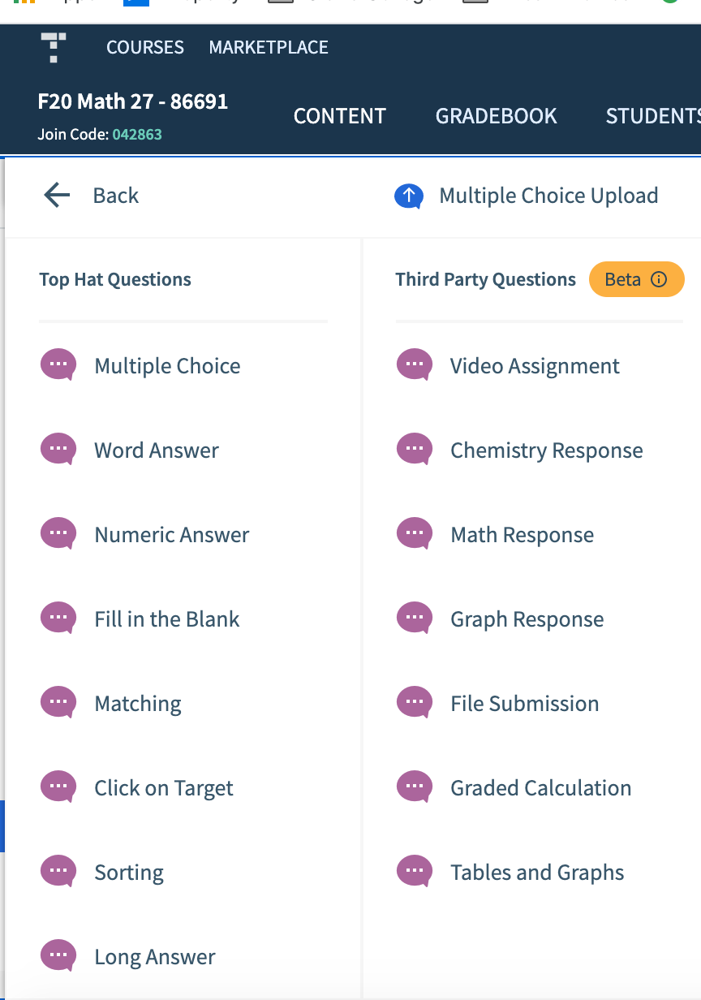 COURSES MARKETPLACE
F20 Math 27 - 86691
Join Code: 042863
CONTENT GRADEBOOK STUDENTS
Back
Multiple Choice Upload
Top Hat Questions
Multiple Choice
Word Answer
Numeric Answer
Fill in the Blank
Matching
Click on Target
Sorting
Long Answer
Third Party Questions Beta
Video Assignment
Chemistry Response
Math Response
Graph Response
File Submission
Graded Calculation
Tables and Graphs